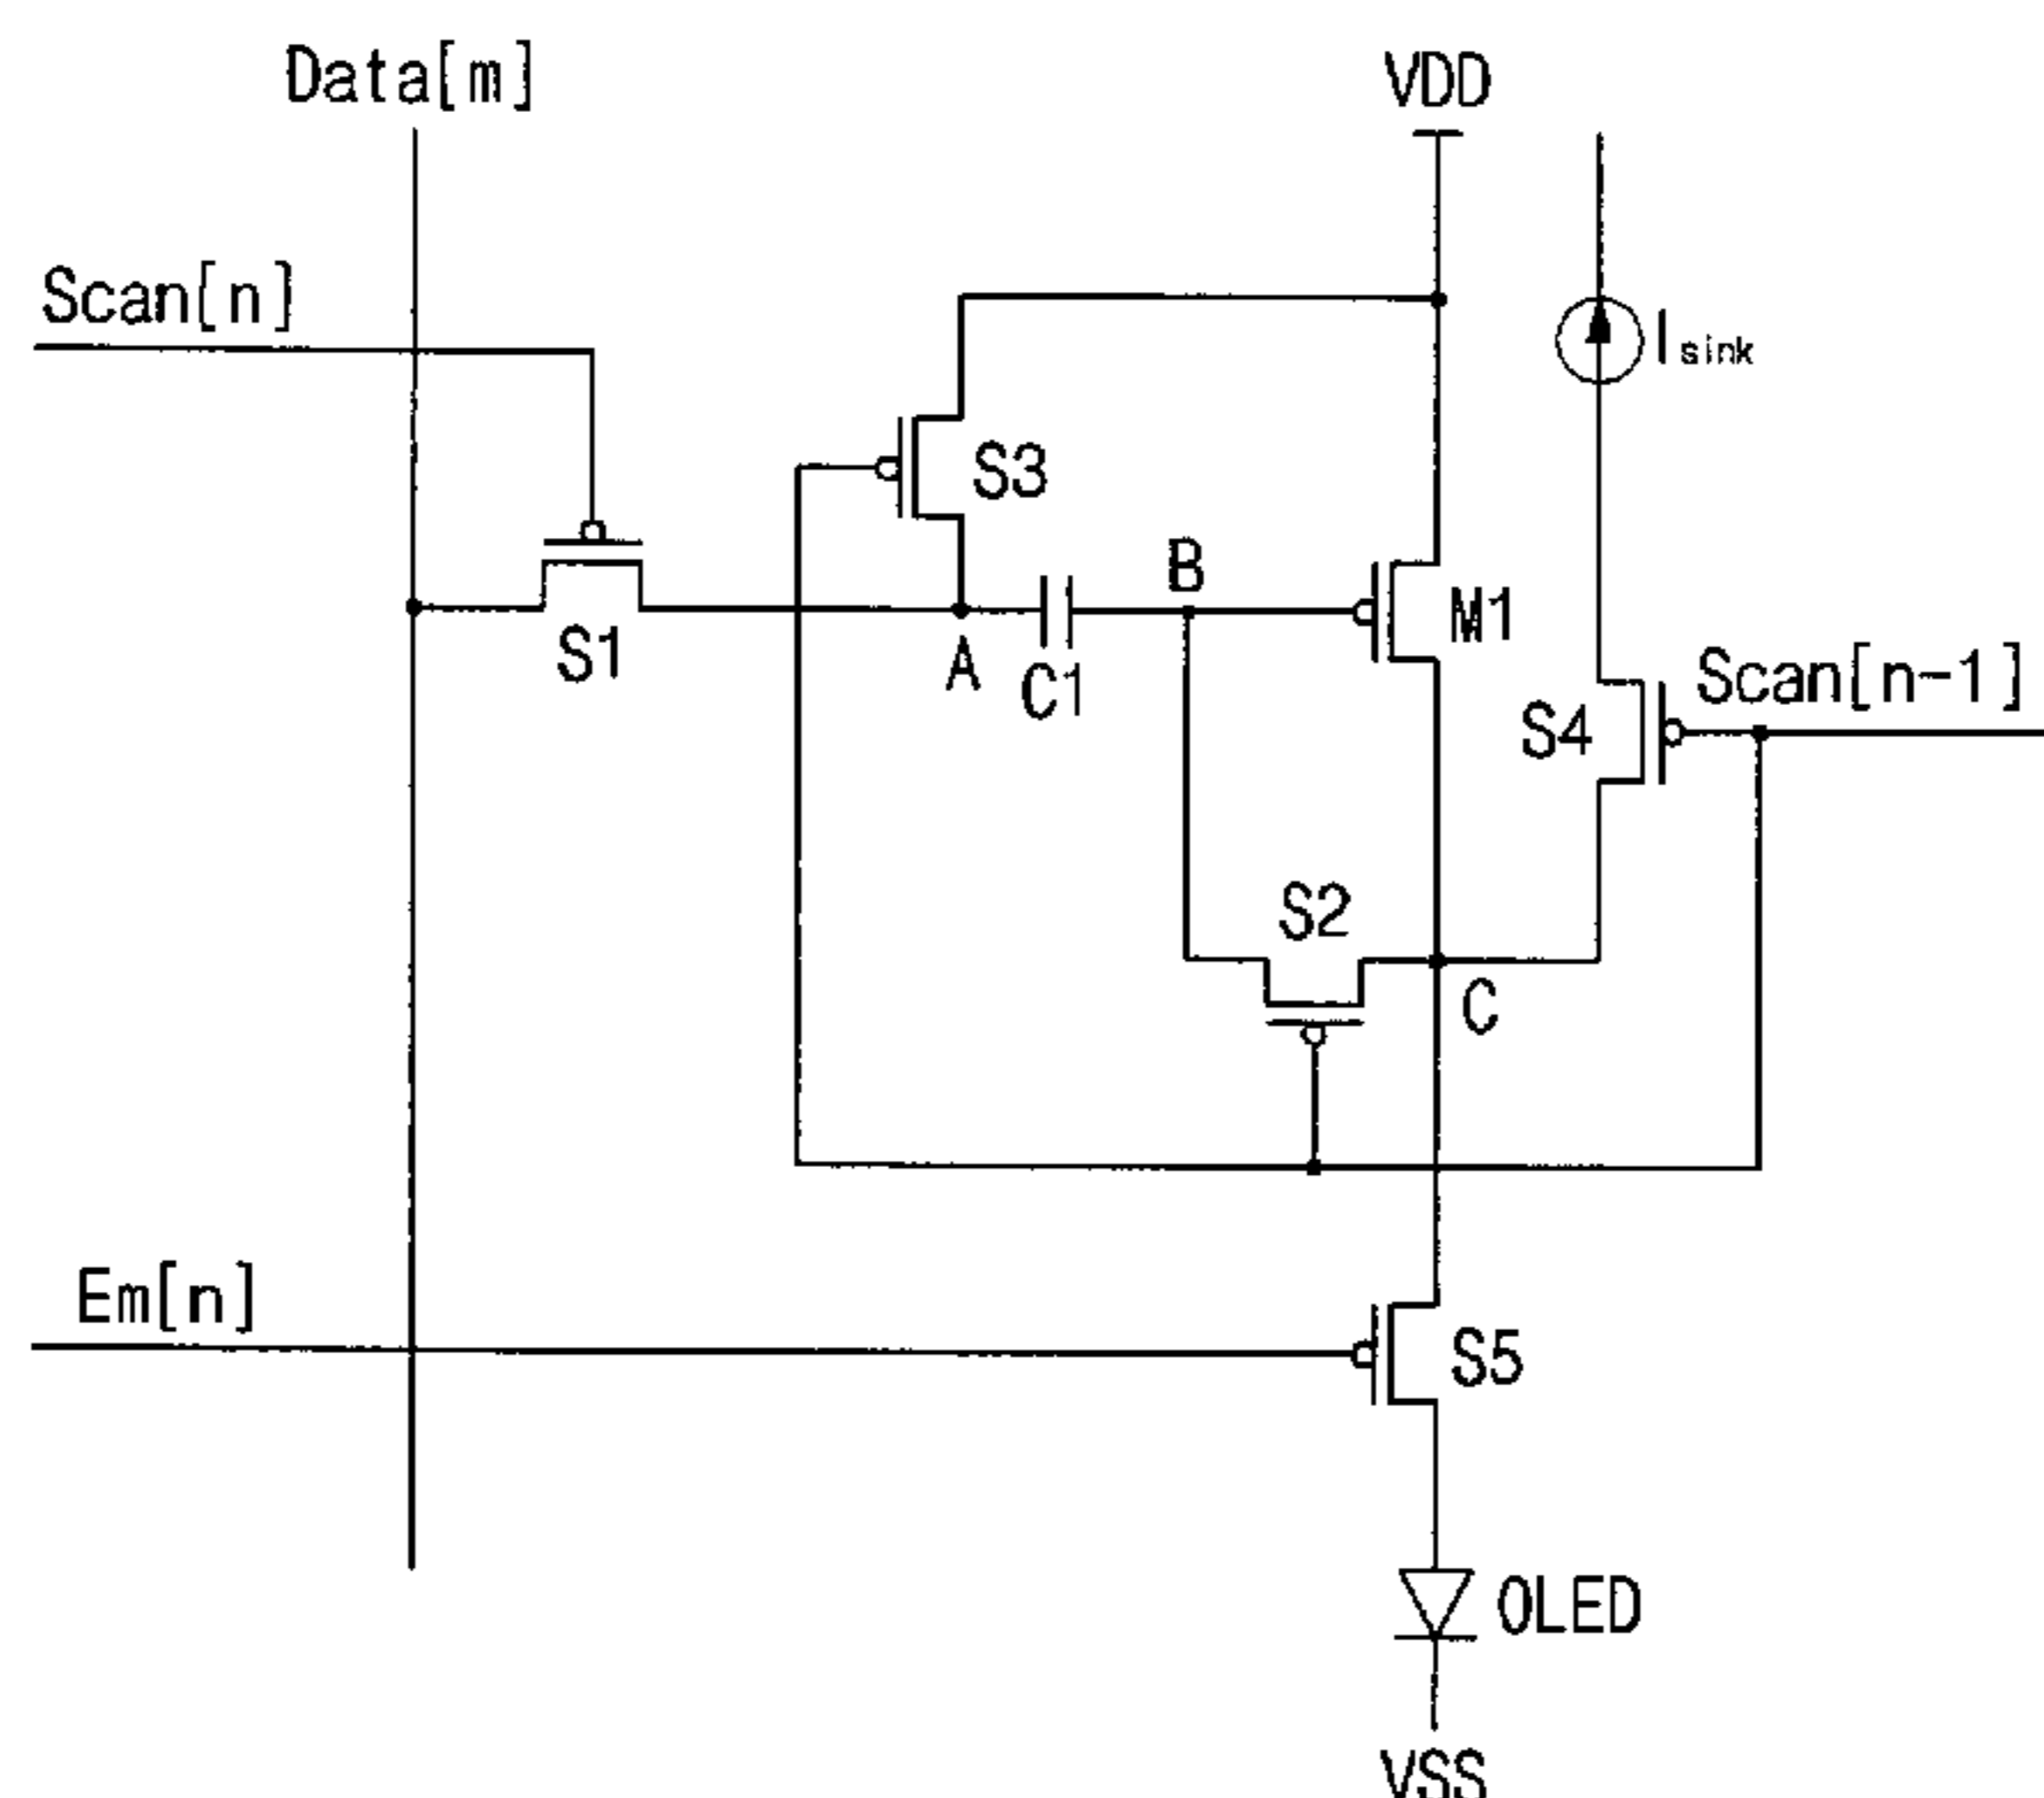 Data[m]
VDD
Scan[n]
Isink
S3
B
M1
S1
A
C1
Scan[n-1]
S4
S2
C
Em[n]
S5
OLED
VSS